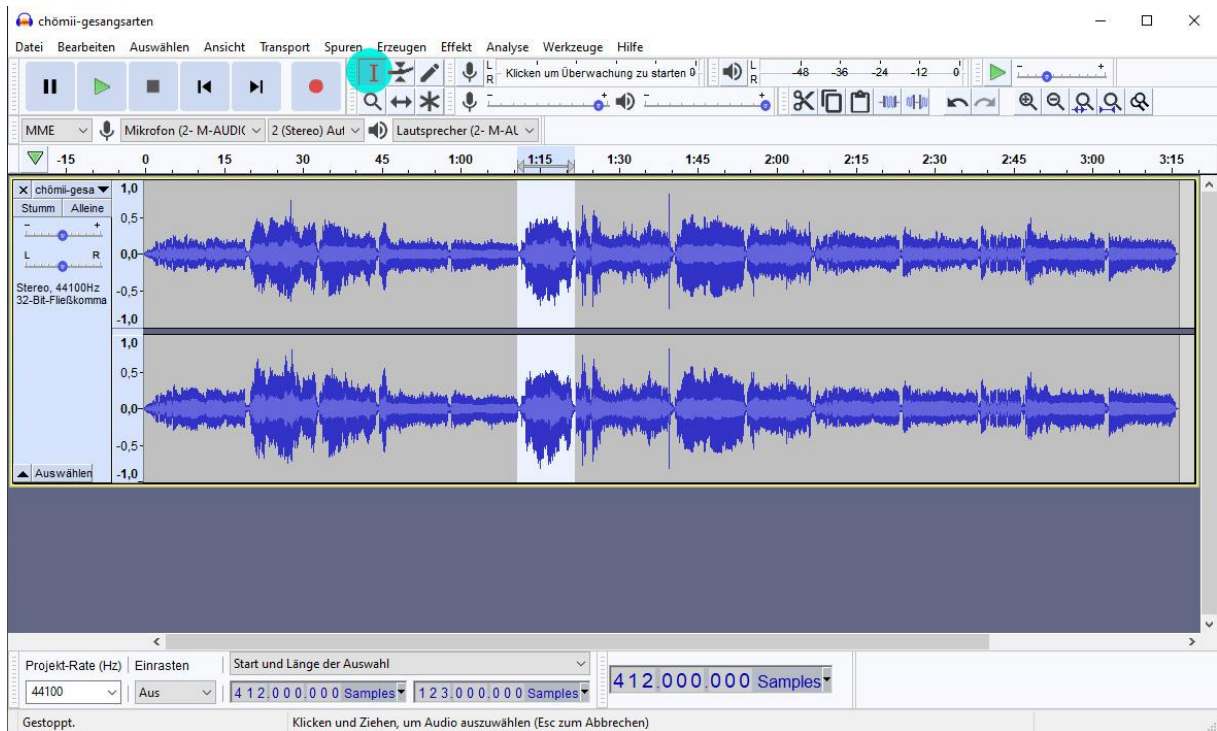 chömii-gesangsarten
Datei Bearbeiten Auswählen Ansicht Transport Spuren Erzeugen Effekt Analyse Werkzeuge Hilfe
L
R
Klicken um Überwachung zu starten 0
L
R
-48 -36 -24 -12 0
- +
- +
- +
MME
Mikrofon (2- M-AUDI(
2 (Stereo) Auf
Lautsprecher (2- M-AL
-15 0 15 30 45 1:00 1:15 1:30 1:45 2:00 2:15 2:30 2:45 3:00 3:15
chömii-gesa
Stumm Alleine
- +
L R
Stereo, 44100Hz
32-Bit-Fließkomma
1,0
0,5-
0,0-
-0,5-
-1,0
1,0
0,5-
0,0-
-0,5-
-1,0
Auswählen
Projekt-Rate (Hz) Einrasten Start und Länge der Auswahl
44100 Aus 412.000.000 Samples 123.000.000 Samples
412.000.000 Samples
Gestoppt. Klicken und Ziehen, um Audio auszuwählen (Esc zum Abbrechen)